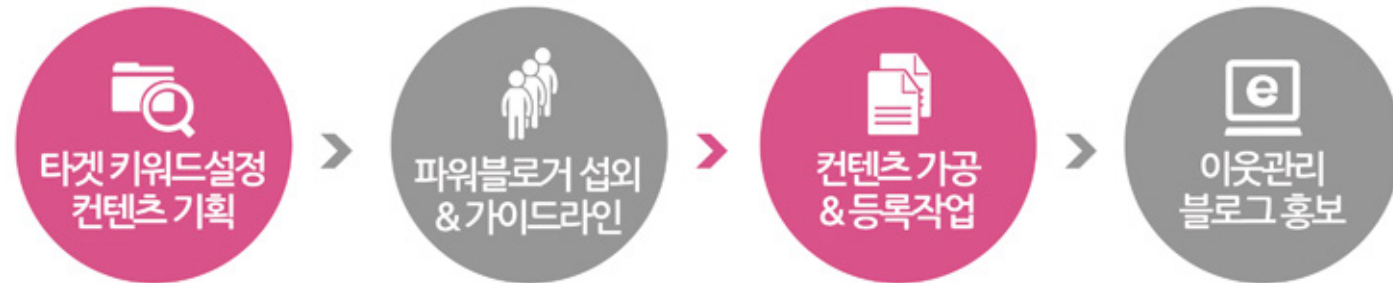 타겟 키워드설정
컨텐츠 기획
파워블로거 섭외
& 가이드라인
컨텐츠 가공
& 등록작업
e
이웃관리
블로그 홍보